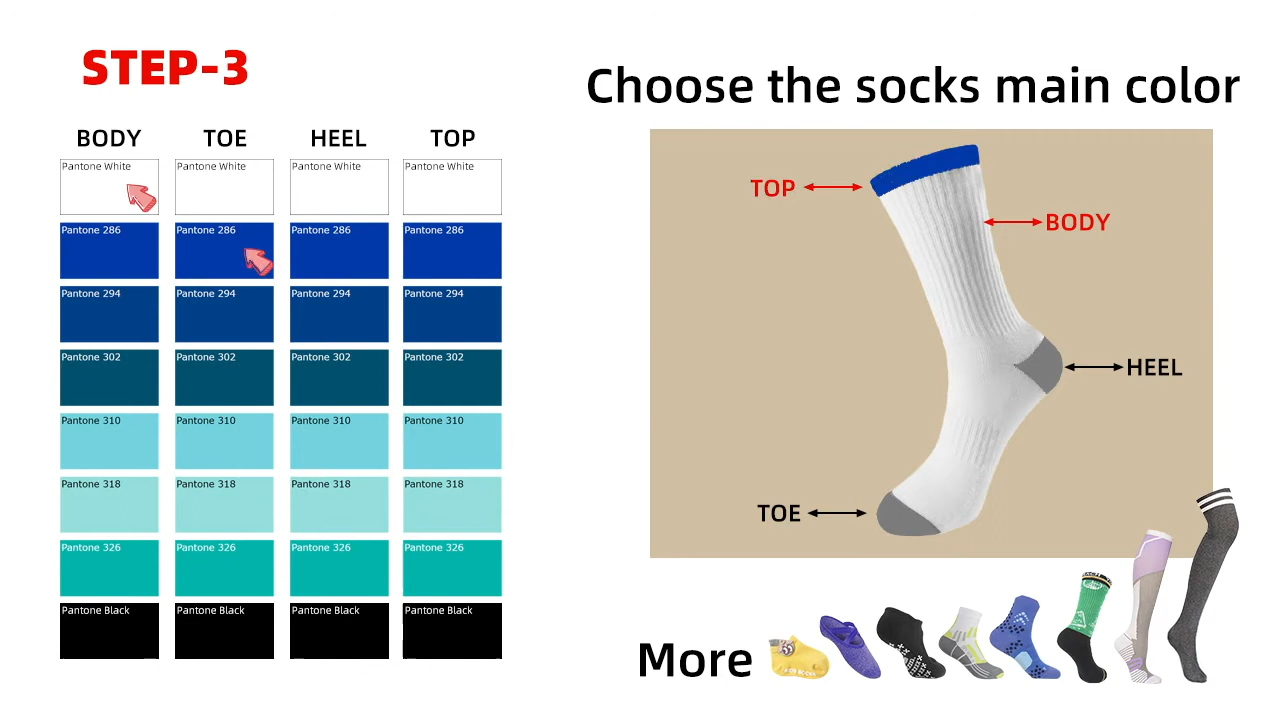 STEP-3
Choose the socks main color
BODY TOE HEEL TOP
Pantone White Pantone White Pantone White Pantone White
Pantone 286 Pantone 286 Pantone 286 Pantone 286
Pantone 294 Pantone 294 Pantone 294 Pantone 294
Pantone 302 Pantone 302 Pantone 302 Pantone 302
Pantone 310 Pantone 310 Pantone 310 Pantone 310
Pantone 318 Pantone 318 Pantone 318 Pantone 318
Pantone 326 Pantone 326 Pantone 326 Pantone 326
Pantone Black Pantone Black Pantone Black Pantone Black
TOP
BODY
HEEL
TOE
More